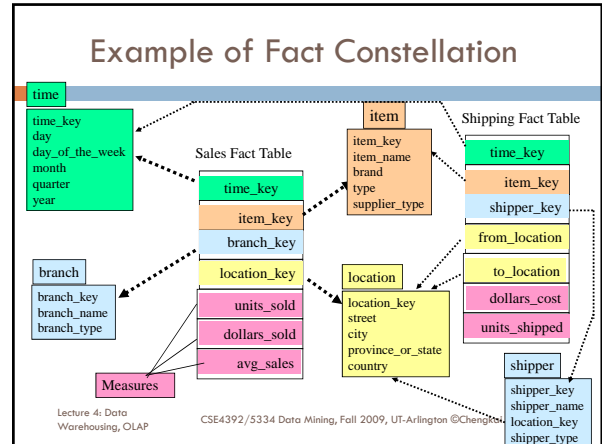 Example of Fact Constellation
time
time_key
day
day_of_the_week
month
quarter
year
Sales Fact Table
time_key
item_key
branch_key
location_key
units_sold
dollars_sold
avg_sales
Measures
branch
branch_key
branch_name
branch_type
item
item_key
item_name
brand
type
supplier_type
location
location_key
street
city
province_or_state
country
Shipping Fact Table
time_key
item_key
shipper_key
from_location
to_location
dollars_cost
units_shipped
shipper
shipper_key
shipper_name
location_key
shipper_type
Lecture 4: Data
Warehousing, OLAP
CSE4392/5334 Data Mining, Fall 2009, UT-Arlington ©